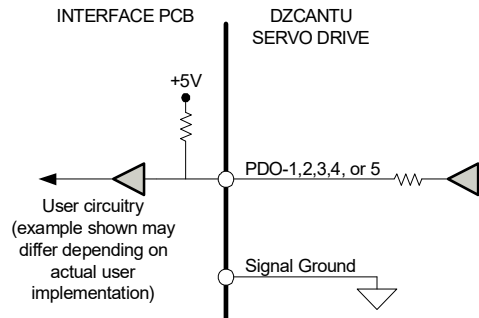 INTERFACE PCB
DZCANTU
SERVO DRIVE
+5V
PDO-1,2,3,4, or 5
User circuitry
(example shown may
differ depending on
actual user
implementation)
Signal Ground